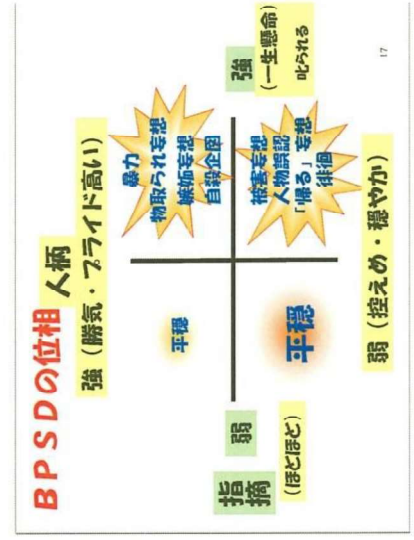 BPSDの位相
人柄
強（勝気・プライド高い）
暴力
物取られ妄想
嫉妬妄想
自殺企図
平穏
指摘
弱
（ほどほど）
強
（一生懸命）
叱られる
平穏
被害妄想
人物誤認
「帰る」妄想
徘徊
弱（控えめ・穏やか）
17